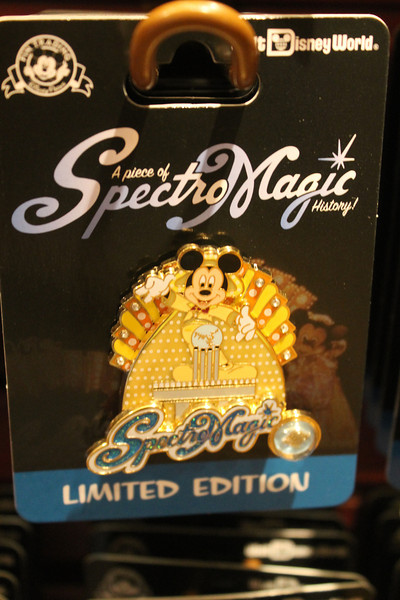 Walt Disney World®
A piece of
SpectroMagic
History!
SpectroMagic
LIMITED EDITION